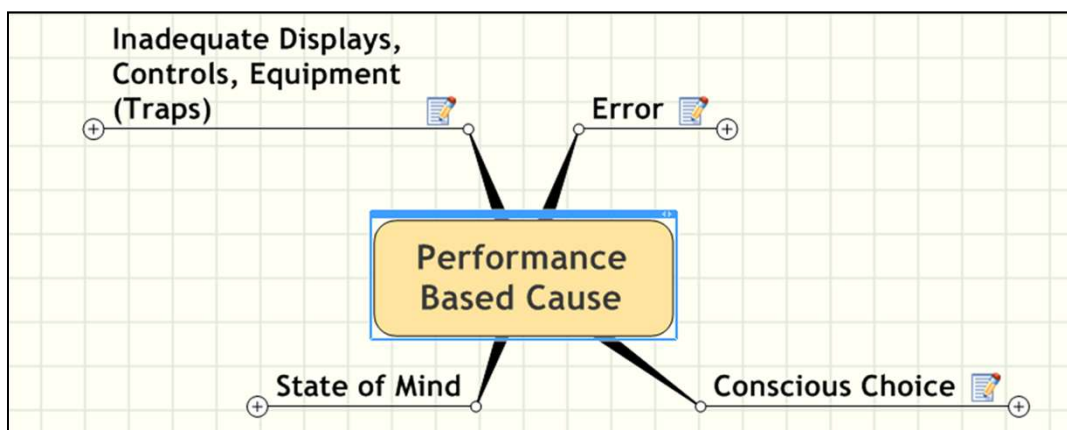 Inadequate Displays,
Controls, Equipment
(Traps)
Error
Performance
Based Cause
State of Mind
Conscious Choice